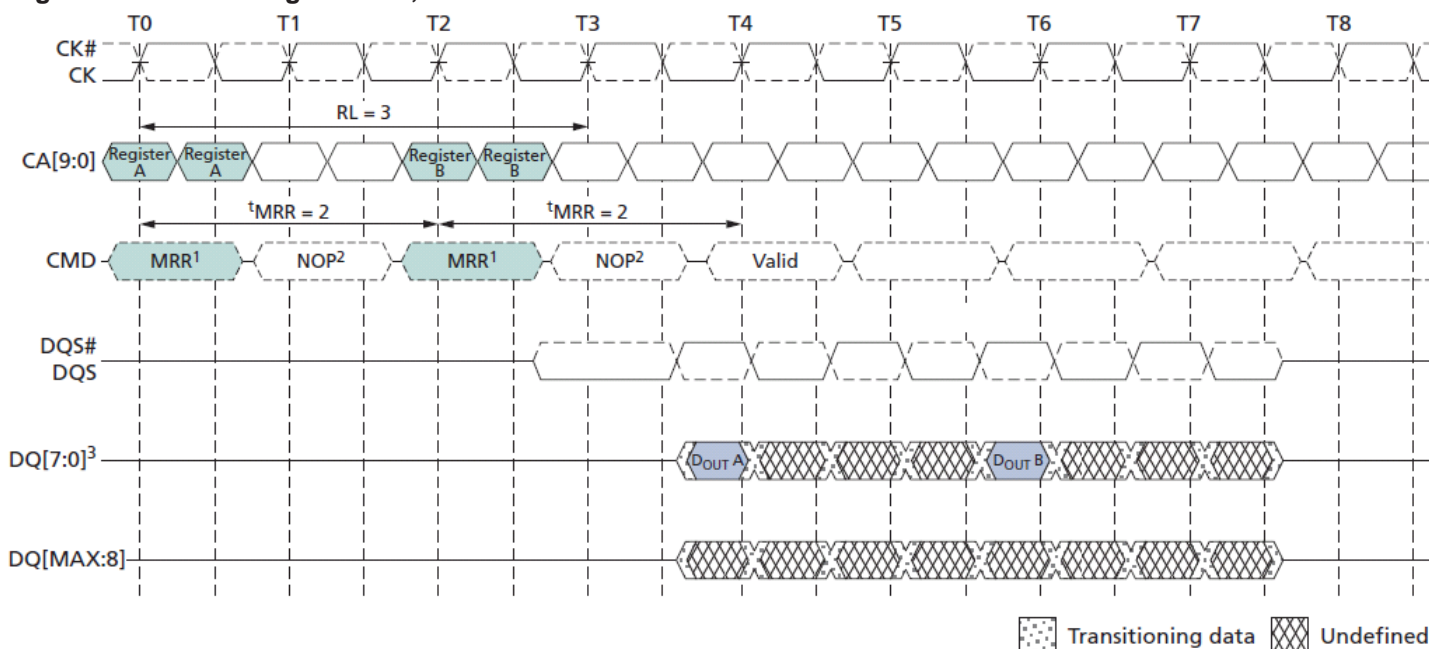 T0 T1 T2 T3 T4 T5 T6 T7 T8
CK#
CK
RL = 3
CA[9:0] Register A Register A Register B Register B
tMRR = 2 tMRR = 2
CMD MRR1 NOP2 MRR1 NOP2 Valid
DQS#
DQS
DQ[7:0]3 DOUT A DOUT B
DQ[MAX:8]
Transitioning data Undefined